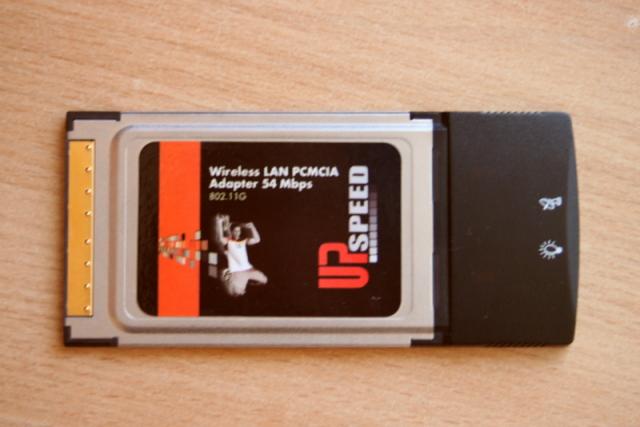 Wireless LAN PCMCIA
Adapter 54 Mbps
802.11G
UPSPEED